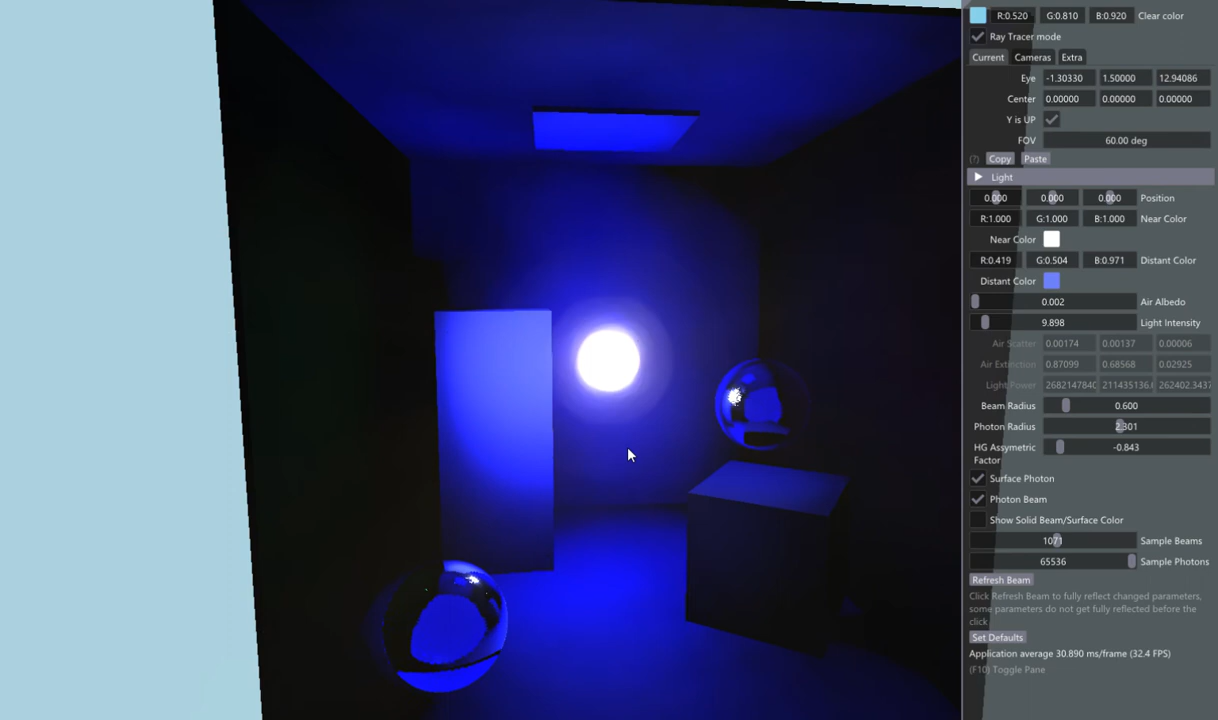 R:0.520 G:0.810 B:0.920 Clear color
Ray Tracer mode
Current Cameras Extra
Eye -1.30330 1.50000 12.94086
Center 0.00000 0.00000 0.00000
Y is UP
FOV 60.00 deg
(?) Copy Paste
Light
0.000 0.000 0.000 Position
R:1.000 G:1.000 B:1.000 Near Color
Near Color
R:0.419 G:0.504 B:0.971 Distant Color
Distant Color
0.002 Air Albedo
9.898 Light Intensity
Air Scatter 0.00174 0.00137 0.00006
Air Extinction 0.87099 0.68568 0.02925
Light Power 262402.3437
Beam Radius 0.600
Photon Radius 2.301
HG Assymetric -0.843
Factor
Surface Photon
Photon Beam
Show Solid Beam/Surface Color
1071 Sample Beams
65536 Sample Photons
Refresh Beam
Click Refresh Beam to fully reflect changed parameters,
some parameters do not get fully reflected before the
click
Set Defaults
Application average 30.890 ms/frame (32.4 FPS)
(F10) Toggle Pane